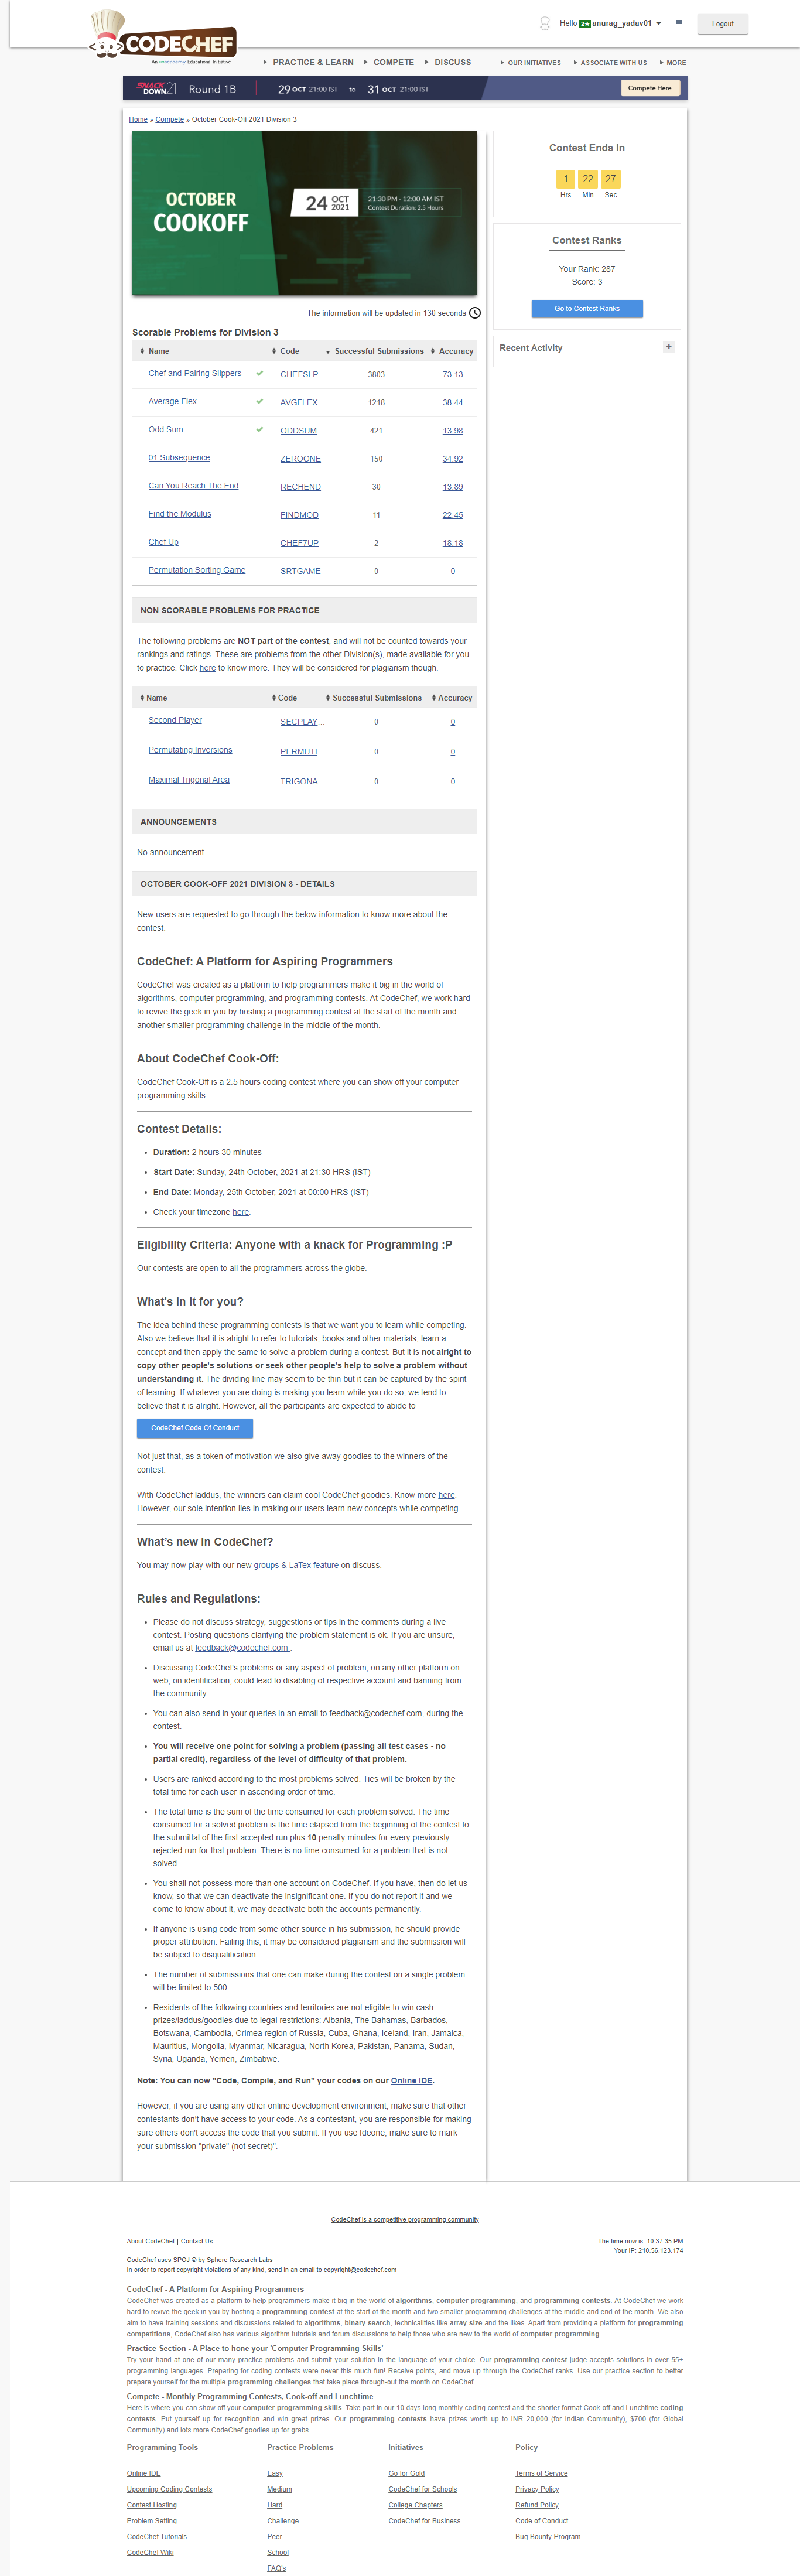 Hello 2★ anurag_yadav01
Logout
CODECHEF
An unacademy Educational Initiative
PRACTICE & LEARN COMPETE DISCUSS OUR INITIATIVES ASSOCIATE WITH US MORE
SNACKDOWN 21 Round 1B 29 OCT 21:00 IST to 31 OCT 21:00 IST Compete Here
Home » Compete » October Cook-Off 2021 Division 3
OCTOBER
COOKOFF
24 OCT 2021
21:30 PM - 12:00 AM IST
Contest Duration: 2.5 Hours
Contest Ends In
1 22 27
Hrs Min Sec
Contest Ranks
Your Rank: 287
Score: 3
Go to Contest Ranks
Recent Activity +
The information will be updated in 130 seconds
Scorable Problems for Division 3
Name Code Successful Submissions Accuracy
Chef and Pairing Slippers CHEFSLP 3803 73.13
Average Flex AVGFLEX 1218 38.44
Odd Sum ODDSUM 421 13.98
01 Subsequence ZEROONE 150 34.92
Can You Reach The End RECHEND 30 13.89
Find the Modulus FINDMOD 11 22.45
Chef Up CHEF7UP 2 18.18
Permutation Sorting Game SRTGAME 0 0
NON SCORABLE PROBLEMS FOR PRACTICE
The following problems are NOT part of the contest, and will not be counted towards your
rankings and ratings. These are problems from the other Division(s), made available for you
to practice. Click here to know more. They will be considered for plagiarism though.
Name Code Successful Submissions Accuracy
Second Player SECPLAY... 0 0
Permutating Inversions PERMUTI... 0 0
Maximal Trigonal Area TRIGONA... 0 0
ANNOUNCEMENTS
No announcement
OCTOBER COOK-OFF 2021 DIVISION 3 - DETAILS
New users are requested to go through the below information to know more about the
contest.
CodeChef: A Platform for Aspiring Programmers
CodeChef was created as a platform to help programmers make it big in the world of
algorithms, computer programming, and programming contests. At CodeChef, we work hard
to revive the geek in you by hosting a programming contest at the start of the month and
another smaller programming challenge in the middle of the month.
About CodeChef Cook-Off:
CodeChef Cook-Off is a 2.5 hours coding contest where you can show off your computer
programming skills.
Contest Details:
• Duration: 2 hours 30 minutes
• Start Date: Sunday, 24th October, 2021 at 21:30 HRS (IST)
• End Date: Monday, 25th October, 2021 at 00:00 HRS (IST)
• Check your timezone here.
Eligibility Criteria: Anyone with a knack for Programming :P
Our contests are open to all the programmers across the globe.
What's in it for you?
The idea behind these programming contests is that we want you to learn while competing.
Also we believe that it is alright to refer to tutorials, books and other materials, learn a
concept and then apply the same to solve a problem during a contest. But it is not alright to
copy other people's solutions or seek other people's help to solve a problem without
understanding it. The dividing line may seem to be thin but it can be captured by the spirit
of learning. If whatever you are doing is making you learn while you do so, we tend to
believe that it is alright. However, all the participants are expected to abide to
CodeChef Code Of Conduct
Not just that, as a token of motivation we also give away goodies to the winners of the
contest.
With CodeChef laddus, the winners can claim cool CodeChef goodies. Know more here.
However, our sole intention lies in making our users learn new concepts while competing.
What's new in CodeChef?
You may now play with our new groups & LaTex feature on discuss.
Rules and Regulations:
• Please do not discuss strategy, suggestions or tips in the comments during a live
contest. Posting questions clarifying the problem statement is ok. If you are unsure,
email us at feedback@codechef.com .
• Discussing CodeChef's problems or any aspect of problem, on any other platform on
web, on identification, could lead to disabling of respective account and banning from
the community.
• You can also send in your queries in an email to feedback@codechef.com, during the
contest.
• You will receive one point for solving a problem (passing all test cases - no
partial credit), regardless of the level of difficulty of that problem.
• Users are ranked according to the most problems solved. Ties will be broken by the
total time for each user in ascending order of time.
• The total time is the sum of the time consumed for each problem solved. The time
consumed for a solved problem is the time elapsed from the beginning of the contest to
the submittal of the first accepted run plus 10 penalty minutes for every previously
rejected run for that problem. There is no time consumed for a problem that is not
solved.
• You shall not possess more than one account on CodeChef. If you have, then do let us
know, so that we can deactivate the insignificant one. If you do not report it and we
come to know about it, we may deactivate both the accounts permanently.
• If anyone is using code from some other source in his submission, he should provide
proper attribution. Failing this, it may be considered plagiarism and the submission will
be subject to disqualification.
• The number of submissions that one can make during the contest on a single problem
will be limited to 500.
• Residents of the following countries and territories are not eligible to win cash
prizes/laddus/goodies due to legal restrictions: Albania, The Bahamas, Barbados,
Botswana, Cambodia, Crimea region of Russia, Cuba, Ghana, Iceland, Iran, Jamaica,
Mauritius, Mongolia, Myanmar, Nicaragua, North Korea, Pakistan, Panama, Sudan,
Syria, Uganda, Yemen, Zimbabwe.
Note: You can now "Code, Compile, and Run" your codes on our Online IDE.
However, if you are using any other online development environment, make sure that other
contestants don't have access to your code. As a contestant, you are responsible for making
sure others don't access the code that you submit. If you use Ideone, make sure to mark
your submission "private" (not secret)".
CodeChef is a competitive programming community
About CodeChef | Contact Us
The time now is: 10:37:35 PM
Your IP: 210.56.123.174
CodeChef uses SPOJ © by Sphere Research Labs
In order to report copyright violations of any kind, send in an email to copyright@codechef.com
CodeChef - A Platform for Aspiring Programmers
CodeChef was created as a platform to help programmers make it big in the world of algorithms, computer programming, and programming contests. At CodeChef we work
hard to revive the geek in you by hosting a programming contest at the start of the month and two smaller programming challenges at the middle and end of the month. We also
aim to have training sessions and discussions related to algorithms, binary search, technicalities like array size and the likes. Apart from providing a platform for programming
competitions, CodeChef also has various algorithm tutorials and forum discussions to help those who are new to the world of computer programming.
Practice Section - A Place to hone your 'Computer Programming Skills'
Try your hand at one of our many practice problems and submit your solution in the language of your choice. Our programming contest judge accepts solutions in over 55+
programming languages. Preparing for coding contests were never this much fun! Receive points, and move up through the CodeChef ranks. Use our practice section to better
prepare yourself for the multiple programming challenges that take place through-out the month on CodeChef.
Compete - Monthly Programming Contests, Cook-off and Lunchtime
Here is where you can show off your computer programming skills. Take part in our 10 days long monthly coding contest and the shorter format Cook-off and Lunchtime coding
contests. Put yourself up for recognition and win great prizes. Our programming contests have prizes worth up to INR 20,000 (for Indian Community), $700 (for Global
Community) and lots more CodeChef goodies up for grabs.
Programming Tools Practice Problems Initiatives Policy
Online IDE Easy Go for Gold Terms of Service
Upcoming Coding Contests Medium CodeChef for Schools Privacy Policy
Contest Hosting Hard College Chapters Refund Policy
Problem Setting Challenge CodeChef for Business Code of Conduct
CodeChef Tutorials Peer Bug Bounty Program
CodeChef Wiki School
FAQ's